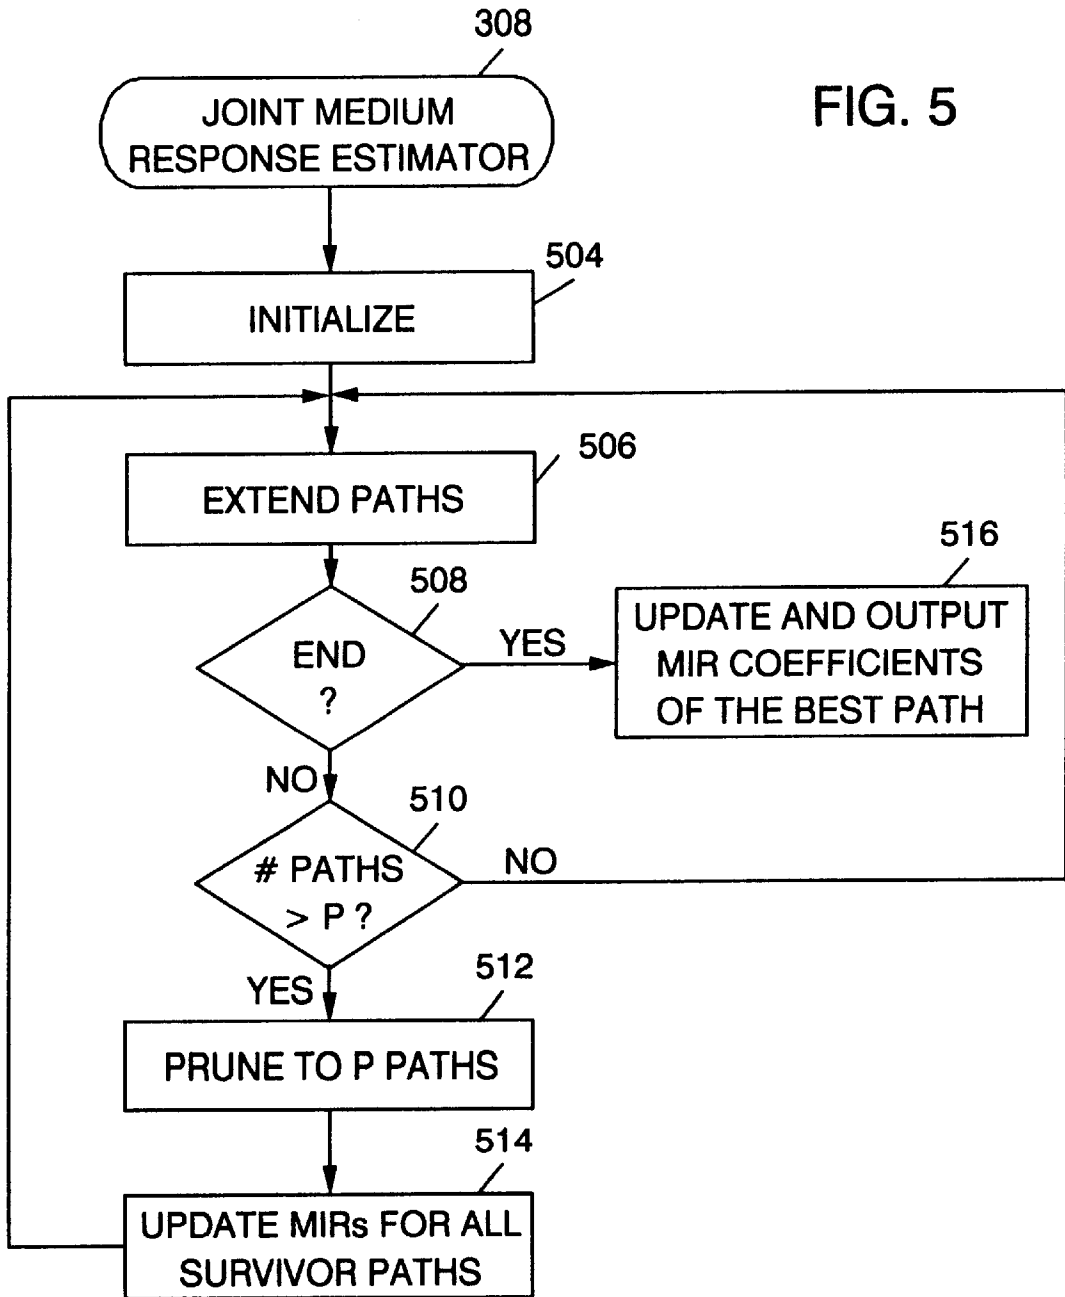 308
FIG. 5
JOINT MEDIUM
RESPONSE ESTIMATOR
504
INITIALIZE
506
EXTEND PATHS
508
END
?
YES
516
UPDATE AND OUTPUT
MIR COEFFICIENTS
OF THE BEST PATH
NO
510
# PATHS
> P ?
NO
YES
512
PRUNE TO P PATHS
514
UPDATE MIRs FOR ALL
SURVIVOR PATHS